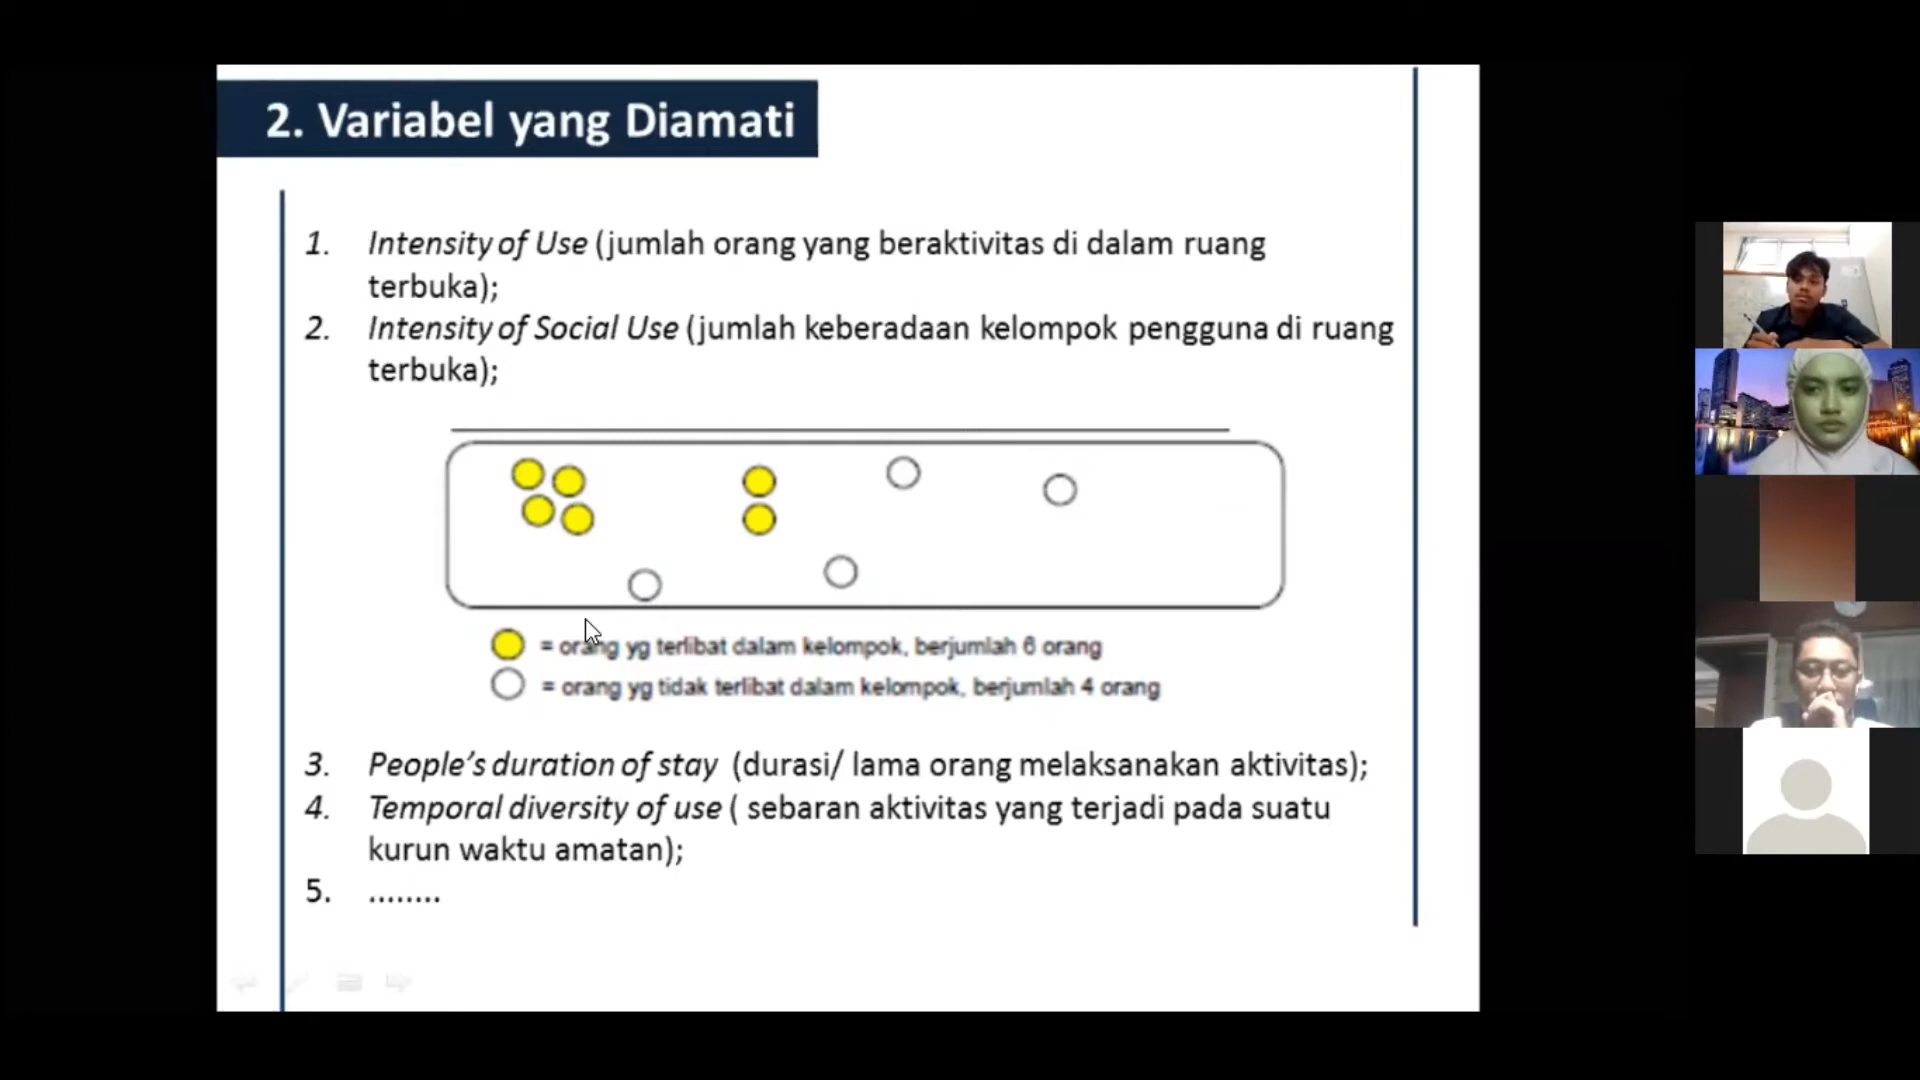 2. Variabel yang Diamati
1. Intensity of Use (jumlah orang yang beraktivitas di dalam ruang
terbuka);
2. Intensity of Social Use (jumlah keberadaan kelompok pengguna di ruang
terbuka);
= orang yg terlibat dalam kelompok, berjumlah 6 orang
= orang yg tidak terlibat dalam kelompok, berjumlah 4 orang
3. People's duration of stay (durasi/ lama orang melaksanakan aktivitas);
4. Temporal diversity of use ( sebaran aktivitas yang terjadi pada suatu
kurun waktu amatan);
5. ........